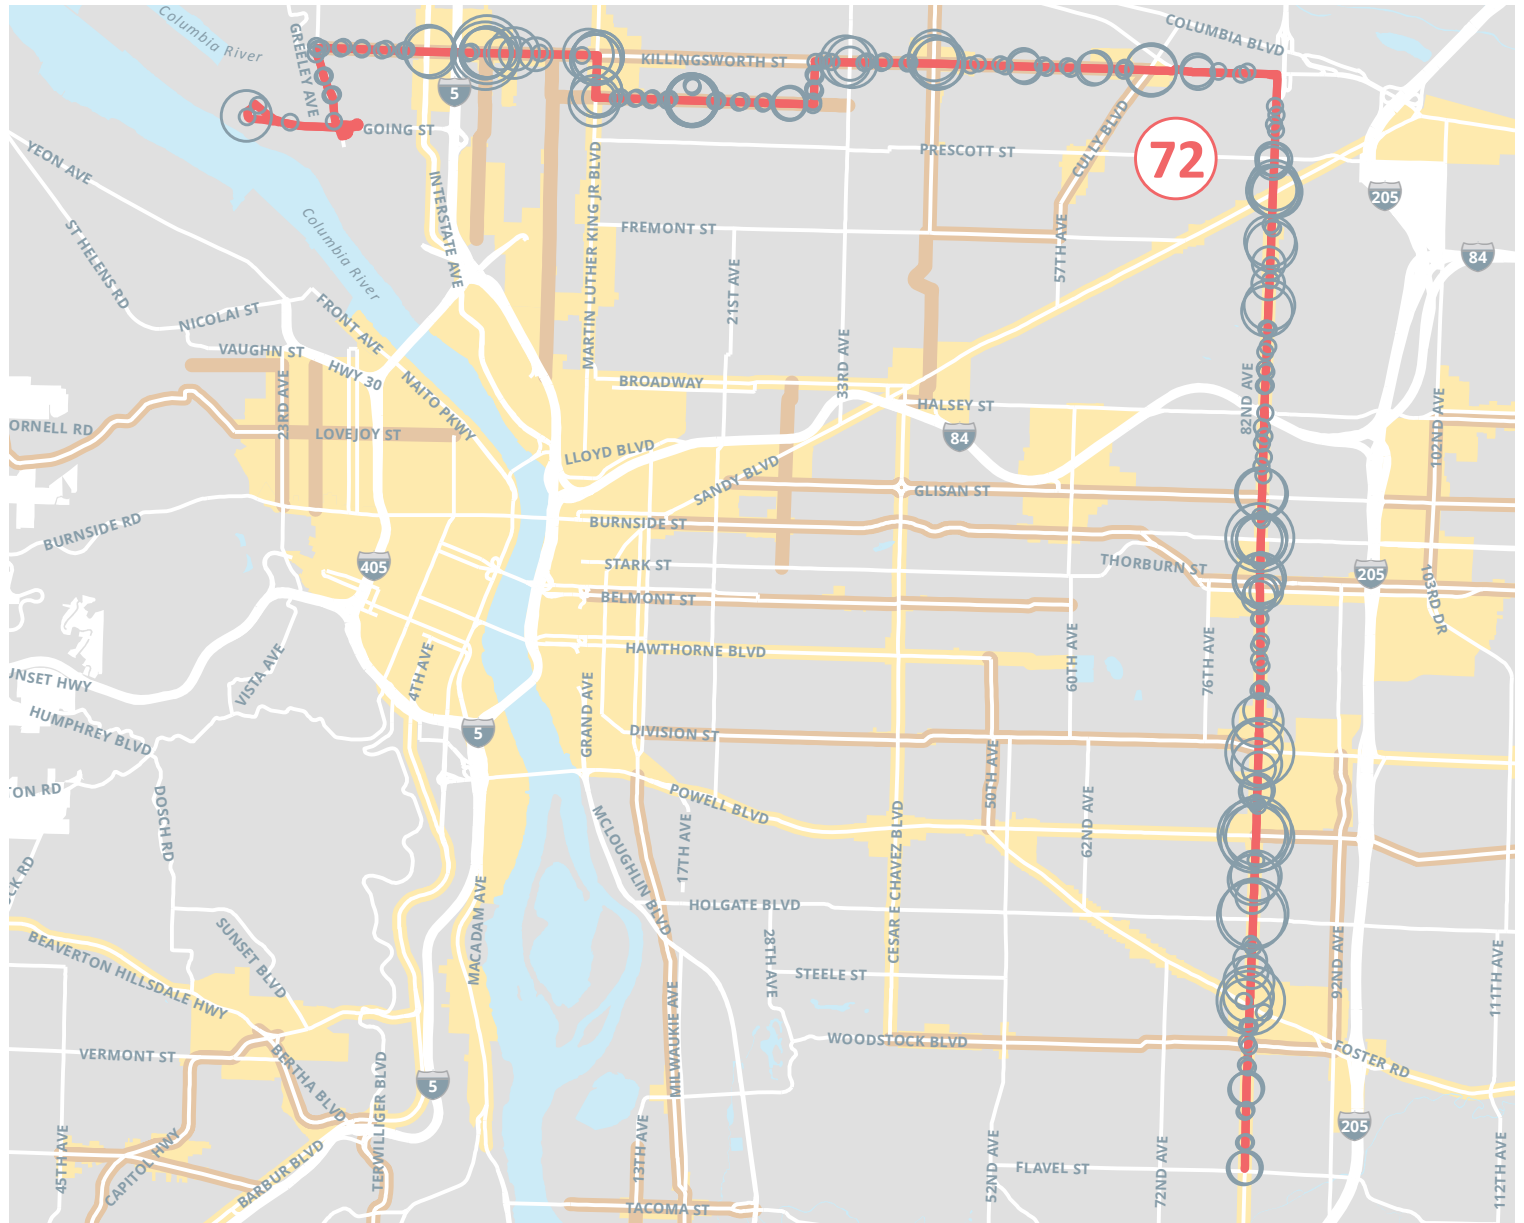 Columbia River
GREELEY AVE
COLUMBIA BLVD
KILLINGSWORTH ST
5
GOING ST
YEON AVE
PRESCOTT ST
CULLY BLVD
72
205
INTERSTATE AVE
MARTIN LUTHER KING JR BLVD
FREMONT ST
57TH AVE
84
ST HELENS RD
Columbia River
21ST AVE
NICOLAI ST
FRONT AVE
VAUGHN ST
HWY 30
NAITO PKWY
BROADWAY
33RD AVE
HALSEY ST
82ND AVE
102ND AVE
23RD AVE
ORNELL RD
LOVEJOY ST
LLOYD BLVD
84
SANDY BLVD
GLISAN ST
BURNSIDE RD
BURNSIDE ST
405
STARK ST
THORBURN ST
205
103RD DR
BELMONT ST
4TH AVE
HAWTHORNE BLVD
60TH AVE
76TH AVE
UNSET HWY
VISTA AVE
GRAND AVE
HUMPHREY BLVD
5
DIVISION ST
50TH AVE
TON RD
DOSCH RD
POWELL BLVD
MCLOUGHLIN BLVD
17TH AVE
CESAR E CHAVEZ BLVD
62ND AVE
CK RD
HOLGATE BLVD
SUNSET BLVD
MACADAM AVE
28TH AVE
STEELE ST
92ND AVE
111TH AVE
BEAVERTON HILLSDALE HWY
MILWAUKIE AVE
WOODSTOCK BLVD
FOSTER RD
VERMONT ST
BERTHA BLVD
TERWILLIGER BLVD
5
205
45TH AVE
CAPITOL HWY
BARBUR BLVD
13TH AVE
52ND AVE
FLAVEL ST
72ND AVE
112TH AVE
TACOMA ST